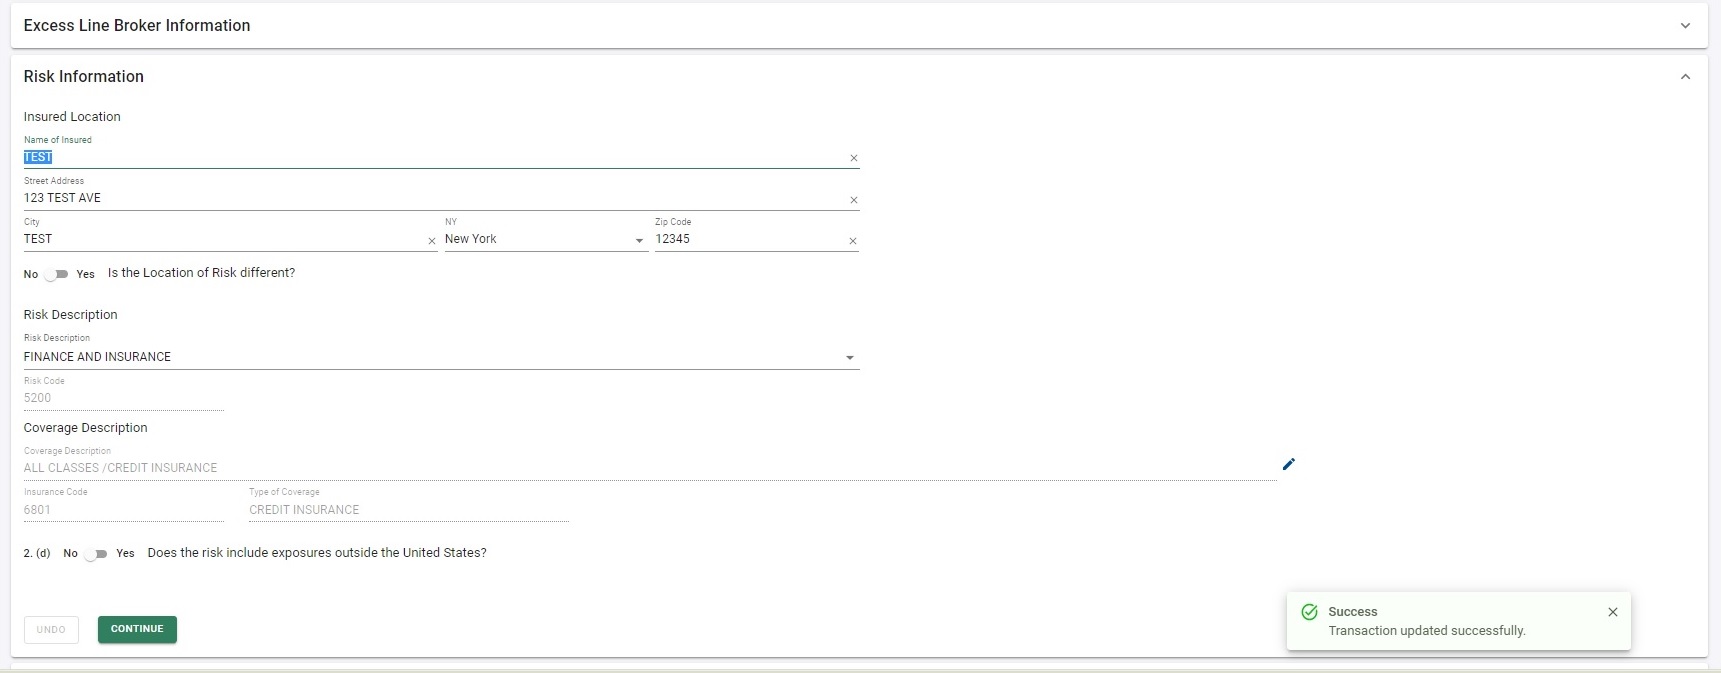 Excess Line Broker Information
Risk Information
Insured Location
Name of Insured
TEST
Street Address
123 TEST AVE
City NY Zip Code
TEST New York 12345
No Yes Is the Location of Risk different?
Risk Description
Risk Description
FINANCE AND INSURANCE
Risk Code
5200
Coverage Description
Coverage Description
ALL CLASSES /CREDIT INSURANCE
Insurance Code Type of Coverage
6801 CREDIT INSURANCE
2. (d) No Yes Does the risk include exposures outside the United States?
UNDO CONTINUE
Success
Transaction updated successfully.